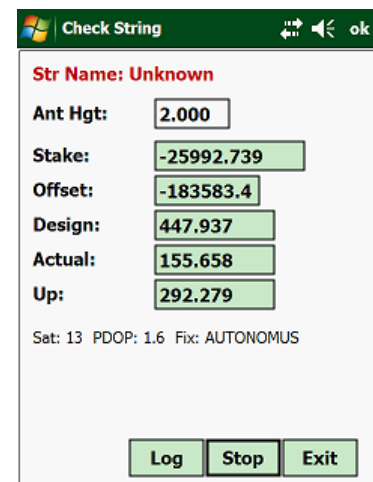 Check String ok
Str Name: Unknown
Ant Hgt: 2.000
Stake: -25992.739
Offset: -183583.4
Design: 447.937
Actual: 155.658
Up: 292.279
Sat: 13 PDOP: 1.6 Fix: AUTONOMUS
Log Stop Exit